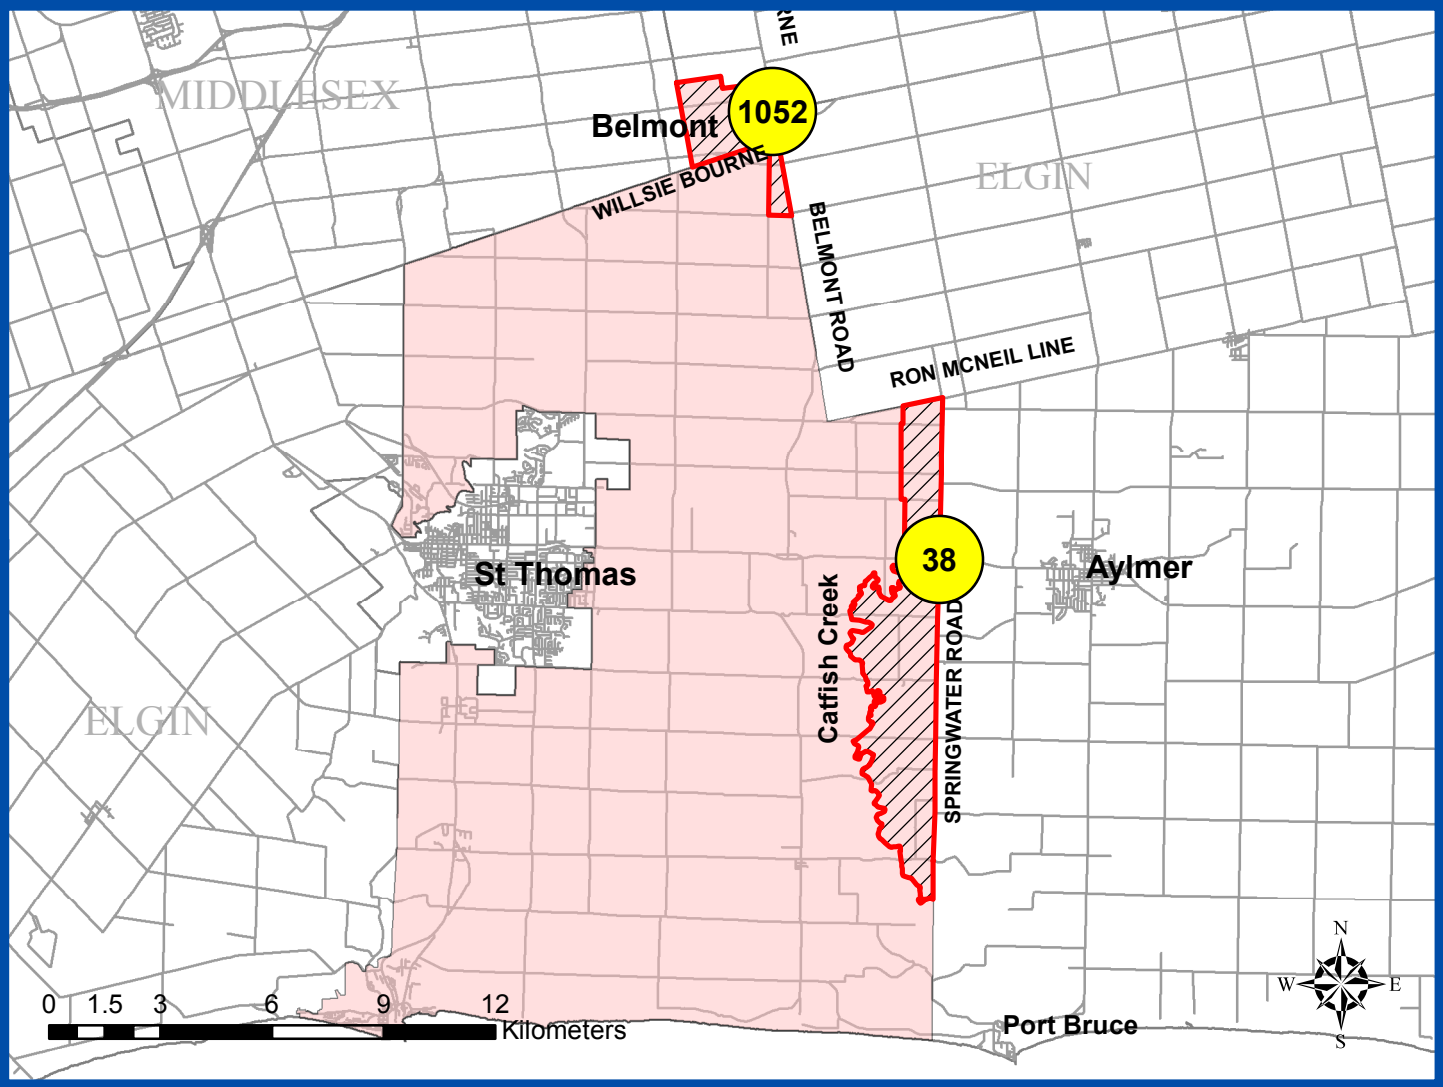 RNE
MIDDLESEX
1052
Belmont
WILLSIE BOURNE
ELGIN
BELMONT ROAD
RON MCNEIL LINE
38
St Thomas
Aylmer
Catfish Creek
SPRINGWATER ROAD
ELGIN
N
W
E
S
0 1.5 3 6 9 12
Kilometers
Port Bruce